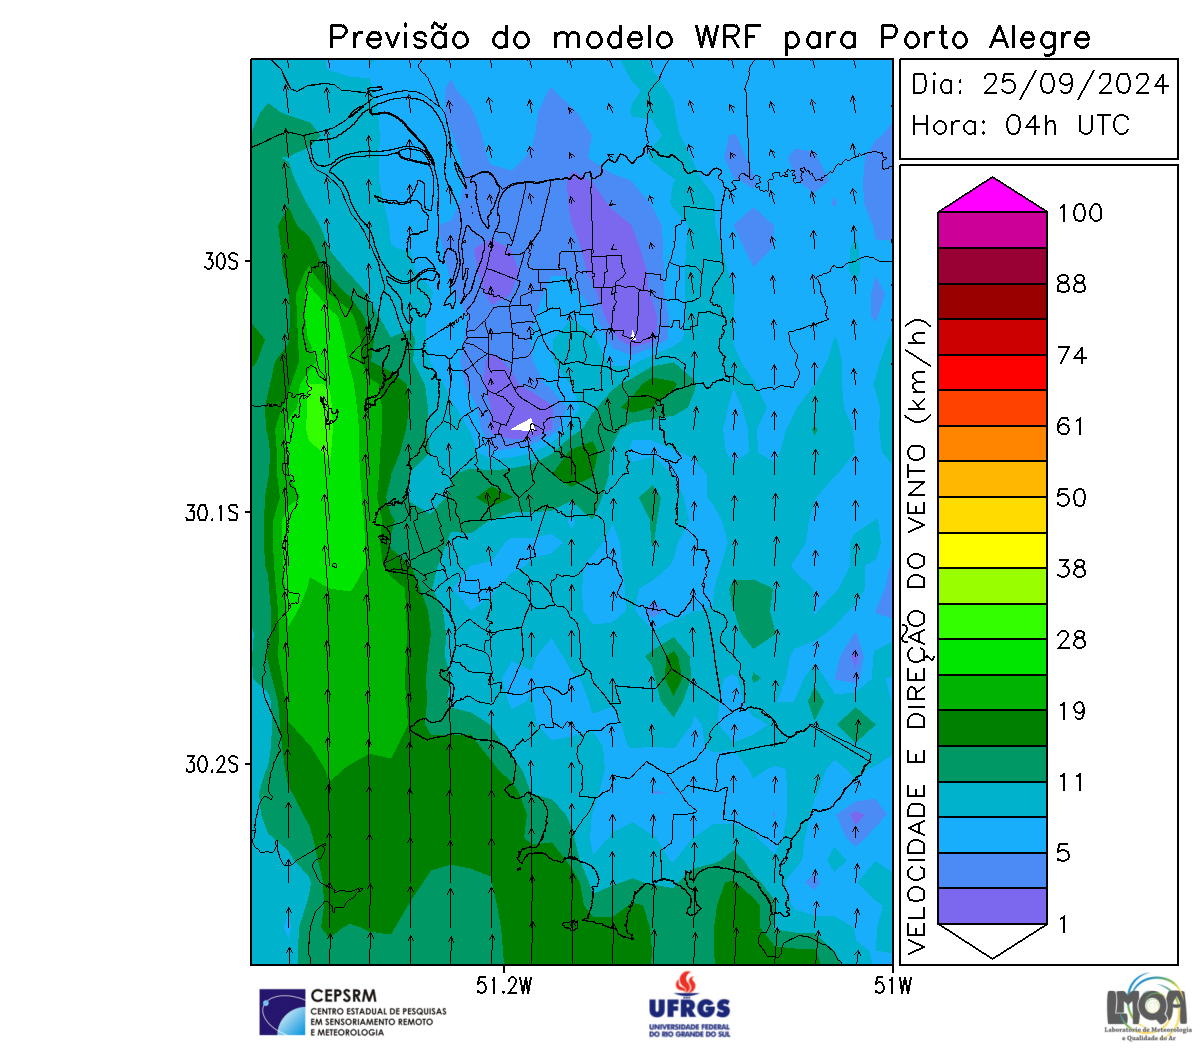 Previsão do modelo WRF para Porto Alegre
Dia: 25/09/2024
Hora: 04h UTC
30S
30.1S
30.2S
51.2W
51W
VELOCIDADE E DIREÇÃO DO VENTO (km/h)
100
88
74
61
50
38
28
19
11
5
1
CEPSRM
CENTRO ESTADUAL DE PESQUISAS
EM SENSORIAMENTO REMOTO
E METEOROLOGIA
UFRGS
UNIVERSIDADE FEDERAL
DO RIO GRANDE DO SUL
LMQA
Laboratório de Meteorologia
e Qualidade do Ar